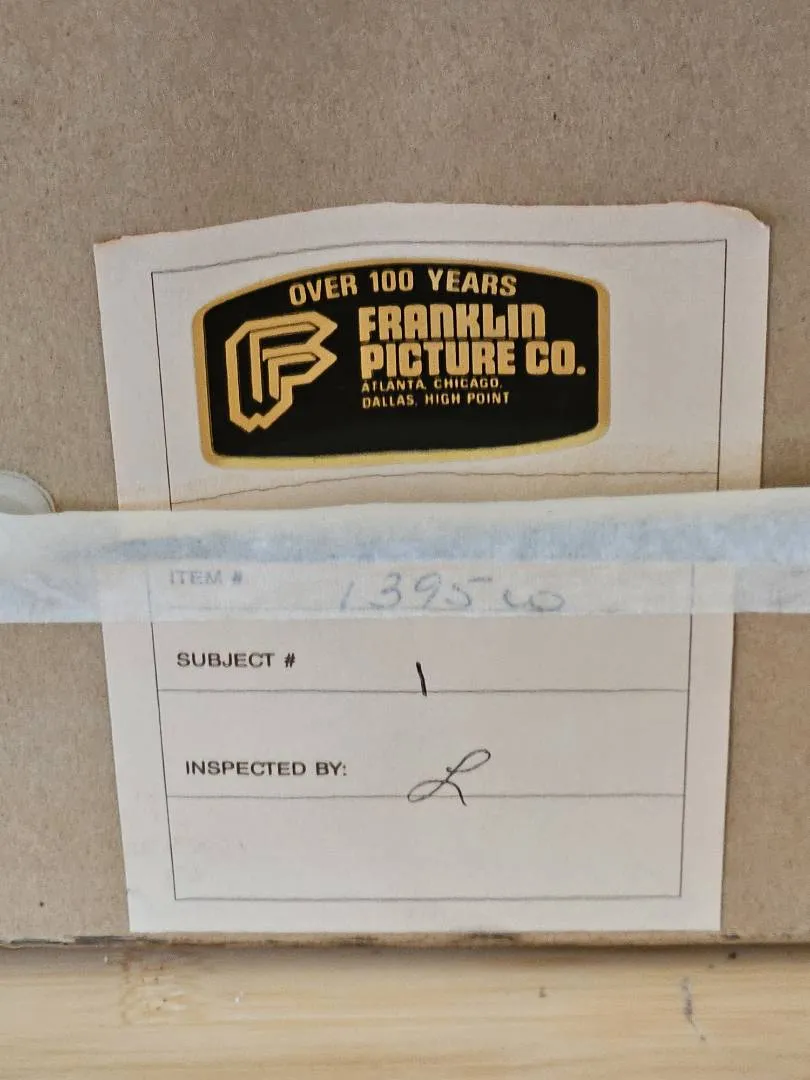 OVER 100 YEARS
FRANKLIN
PICTURE CO.
ATLANTA, CHICAGO,
DALLAS, HIGH POINT
ITEM # 1395 w
SUBJECT # 1
INSPECTED BY: L